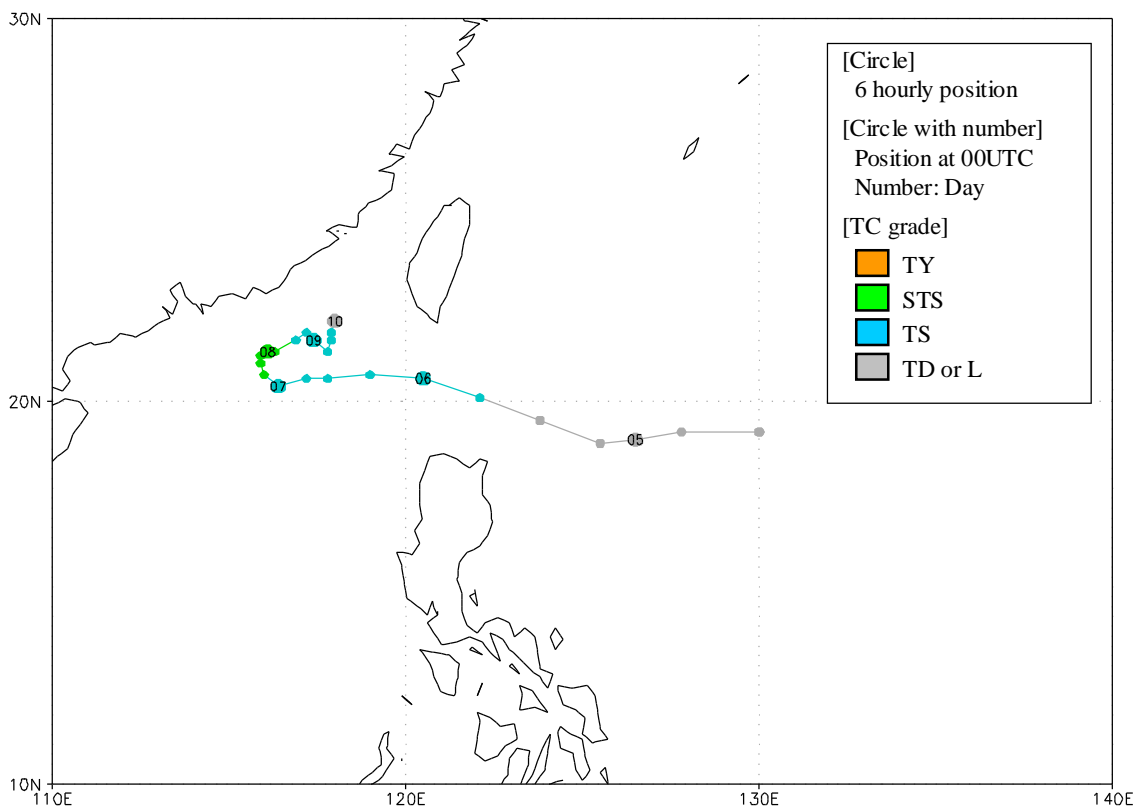 30N
[Circle]
6 hourly position
[Circle with number]
Position at 00UTC
Number: Day
[TC grade]
TY
STS
TS
TD or L
10
09
08
07
06
20N
05
10N
110E 120E 130E 140E